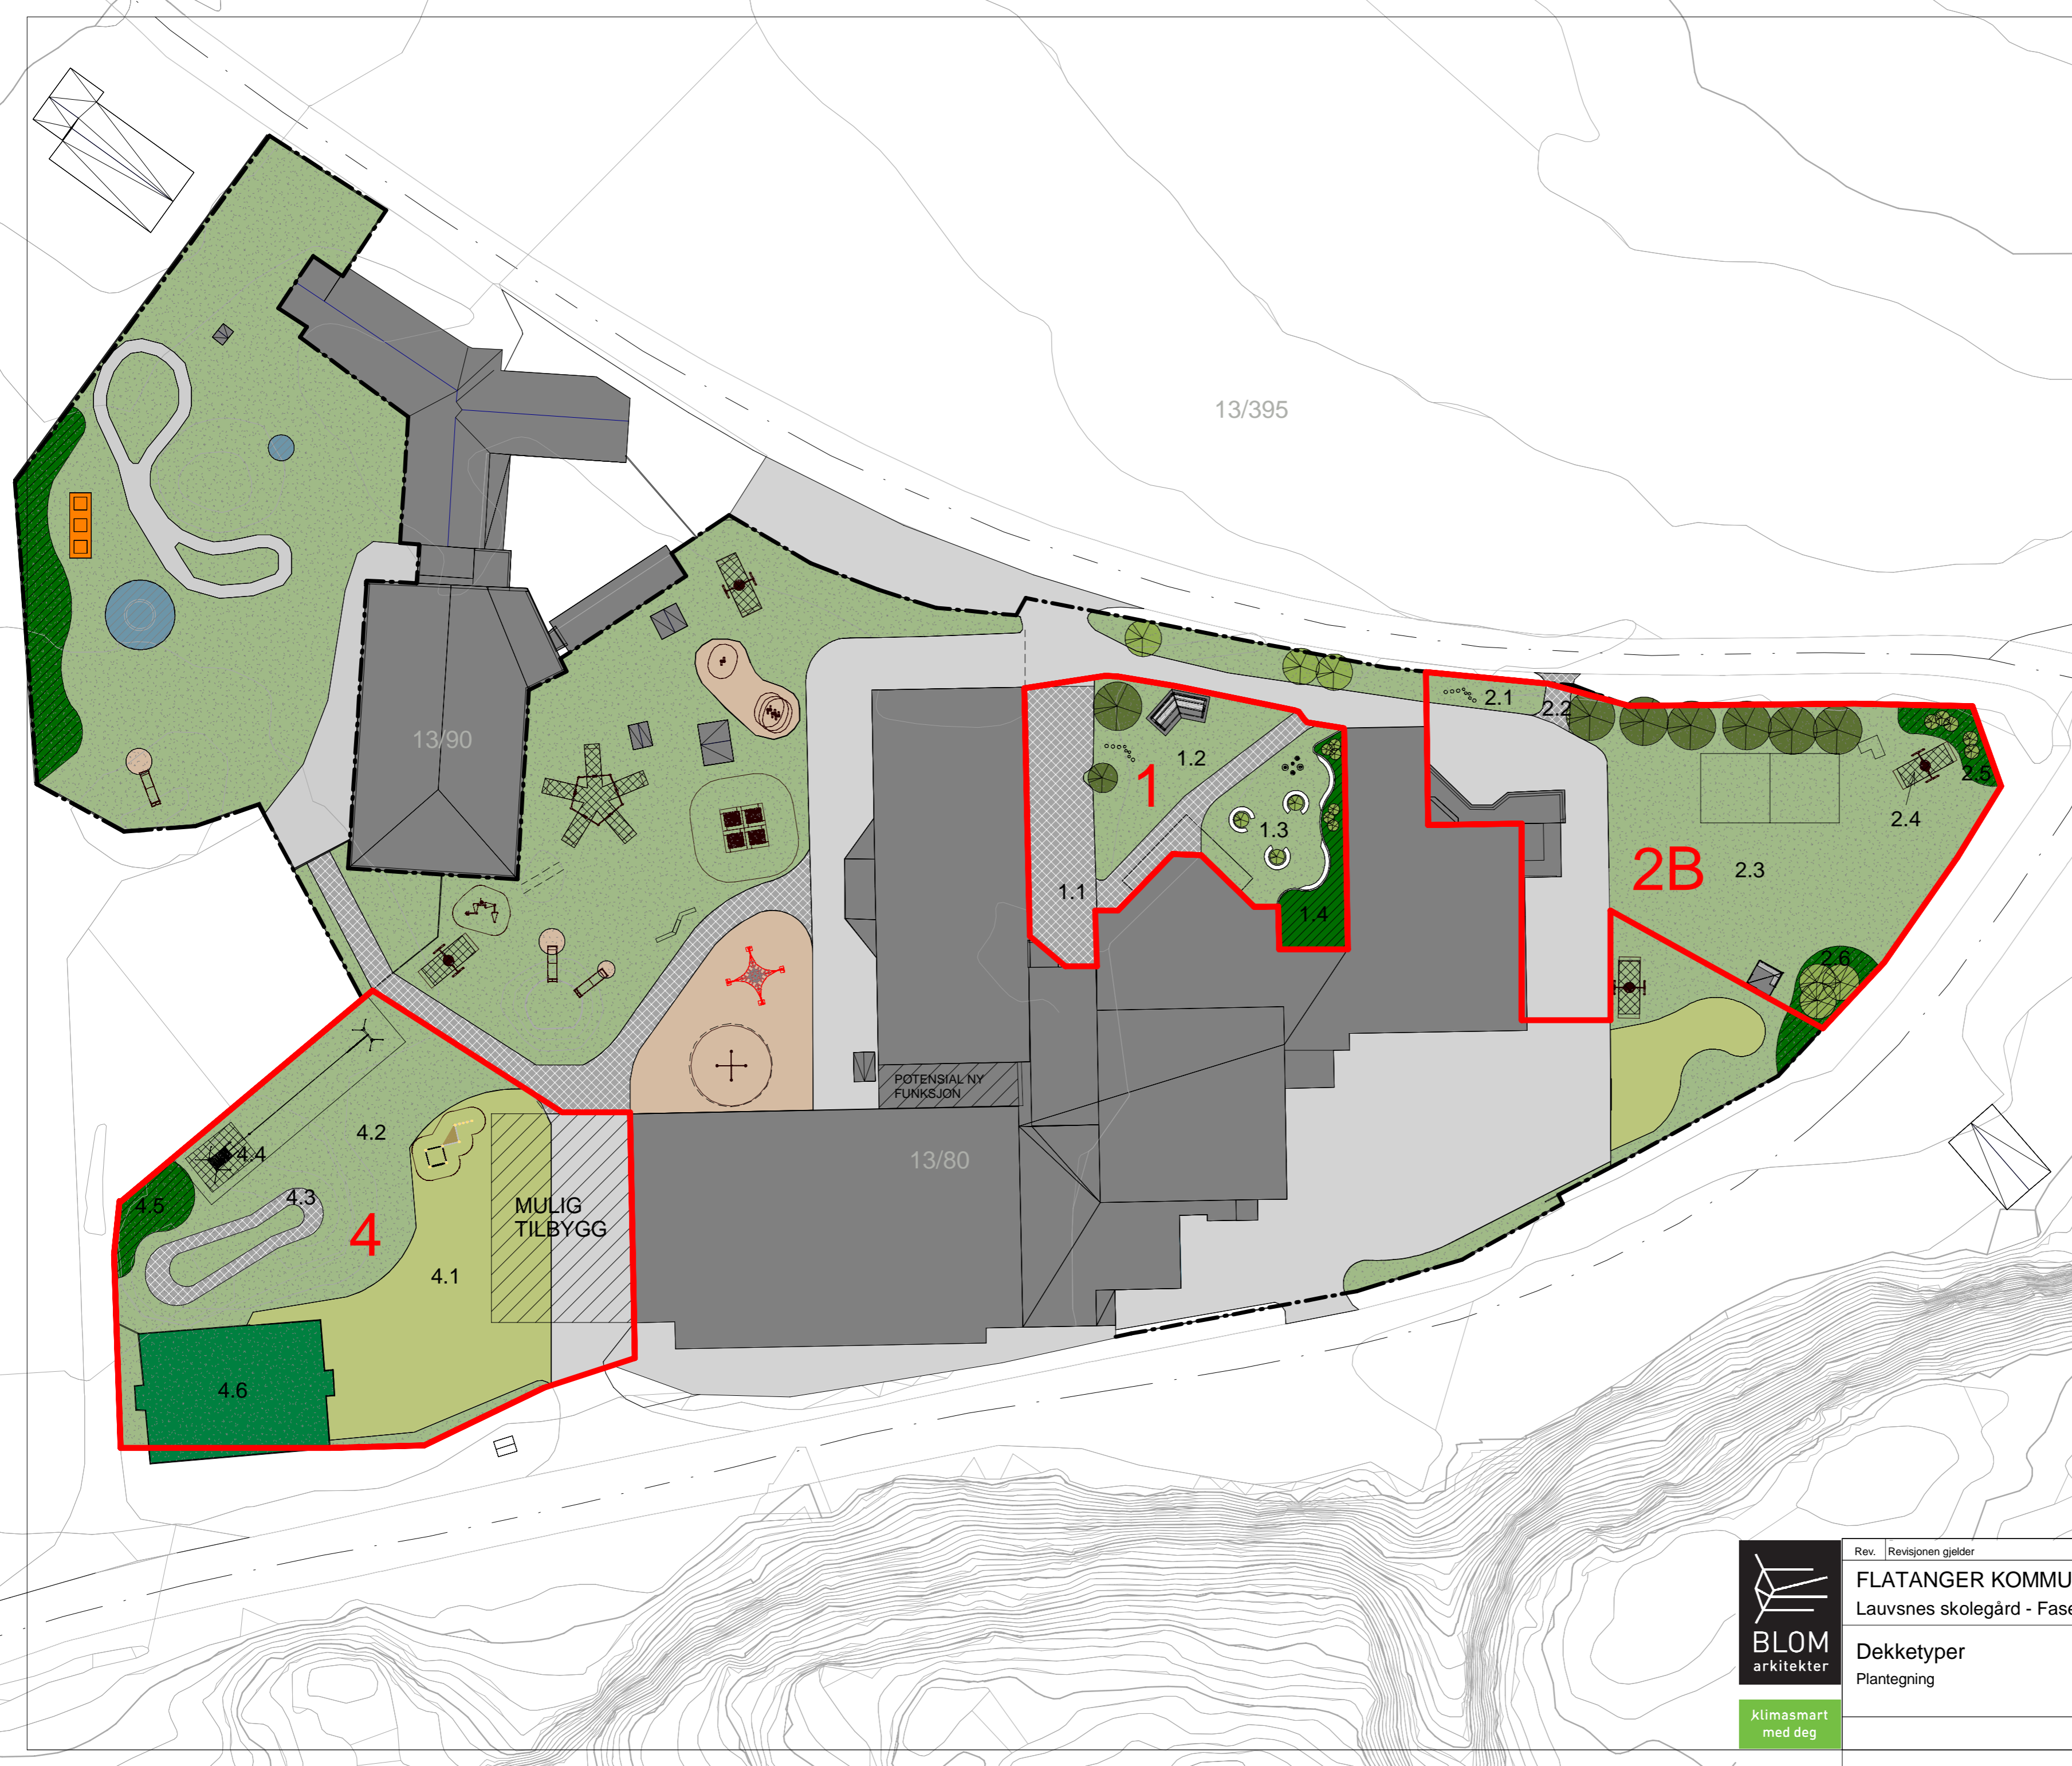 13/395
13/90
2.1
2.2
1.2
1
2.5
2.4
1.3
2B
2.3
1.1
1.4
2.6
POTENSIAL NY
FUNKSJON
4.2
4.4
13/80
4.5
4.3
MULIG
TILBYGG
4
4.1
4.6
Rev. Revisjonen gjelder
FLATANGER KOMMU
Lauvsnes skolegård - Fase
BLOM
arkitekter
Dekketyper
Plantegning
klimasmart
med deg